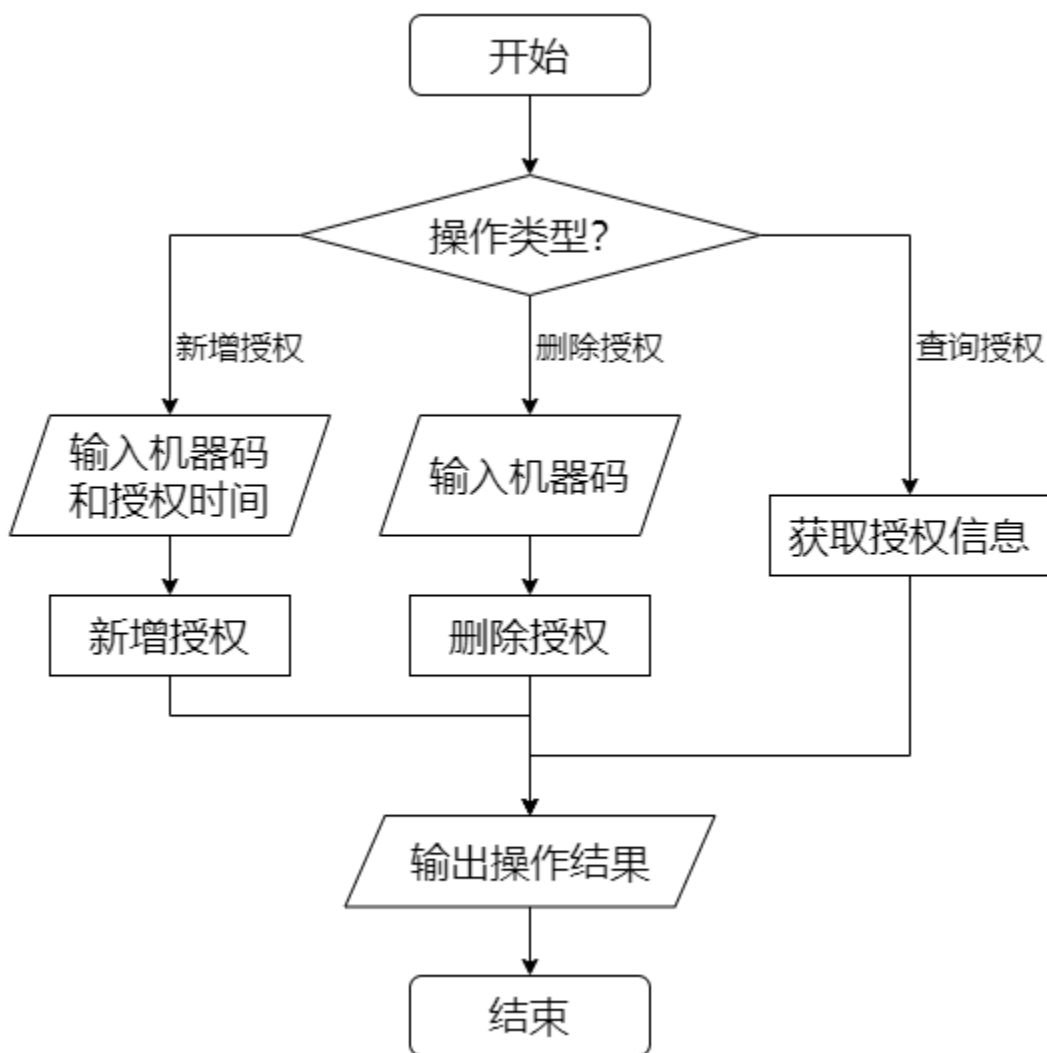 开始
操作类型?
新增授权
删除授权
查询授权
输入机器码
和授权时间
输入机器码
获取授权信息
新增授权
删除授权
输出操作结果
结束